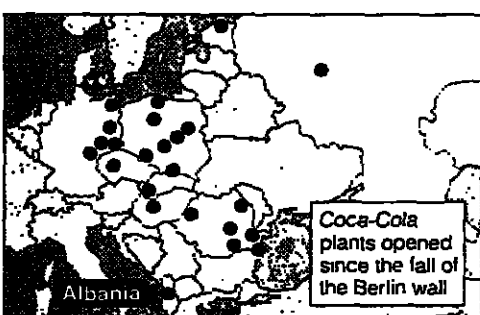 Coca-Cola
plants opened
since the fall of
the Berlin wall
Albania